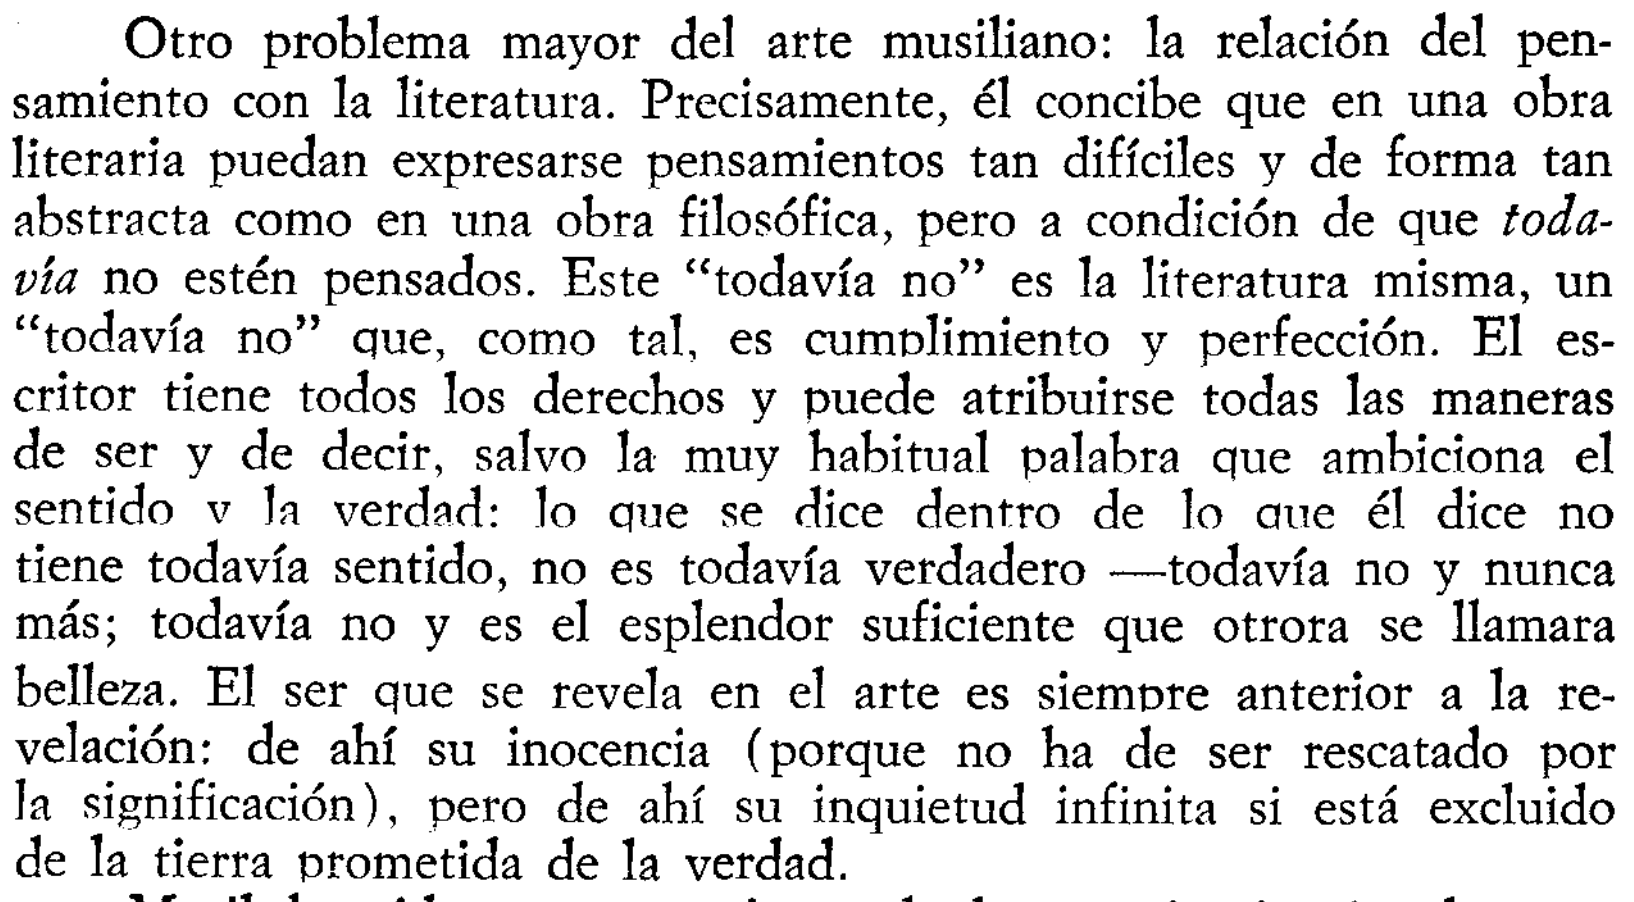 Otro problema mayor del arte musiliano: la relación del pen-
samiento con la literatura. Precisamente, él concibe que en una obra
literaria puedan expresarse pensamientos tan difíciles y de forma tan
abstracta como en una obra filosófica, pero a condición de que toda-
vía no estén pensados. Este “todavía no” es la literatura misma, un
“todavía no” que, como tal, es cumplimiento y perfección. El es-
critor tiene todos los derechos y puede atribuirse todas las maneras
de ser y de decir, salvo la muy habitual palabra que ambiciona el
sentido y la verdad: lo que se dice dentro de lo que él dice no
tiene todavía sentido, no es todavía verdadero —todavía no y nunca
más; todavía no y es el esplendor suficiente que otrora se llamara
belleza. El ser que se revela en el arte es siempre anterior a la re-
velación: de ahí su inocencia (porque no ha de ser rescatado por
la significación), pero de ahí su inquietud infinita si está excluido
de la tierra prometida de la verdad.